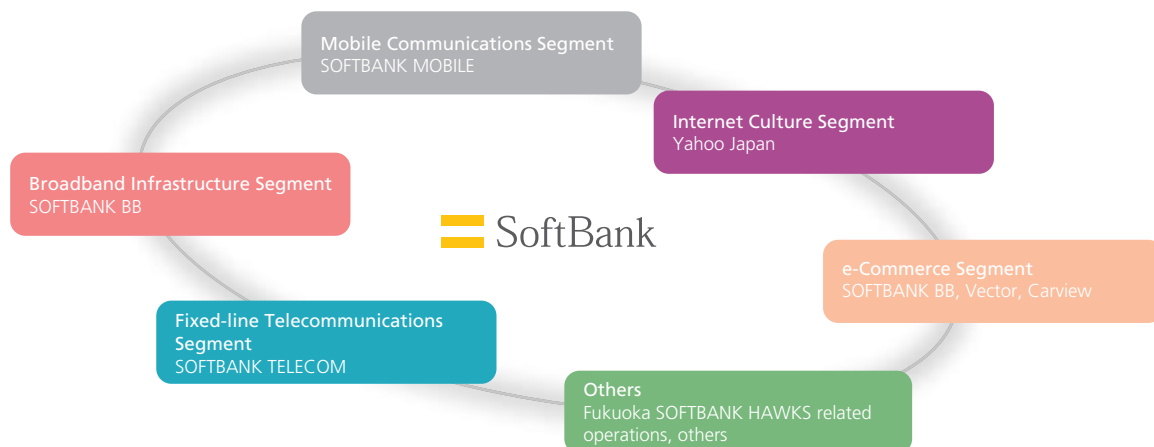 Mobile Communications Segment
SOFTBANK MOBILE
Internet Culture Segment
Yahoo Japan
Broadband Infrastructure Segment
SOFTBANK BB
SoftBank
e-Commerce Segment
SOFTBANK BB, Vector, Carview
Fixed-line Telecommunications
Segment
SOFTBANK TELECOM
Others
Fukuoka SOFTBANK HAWKS related
operations, others